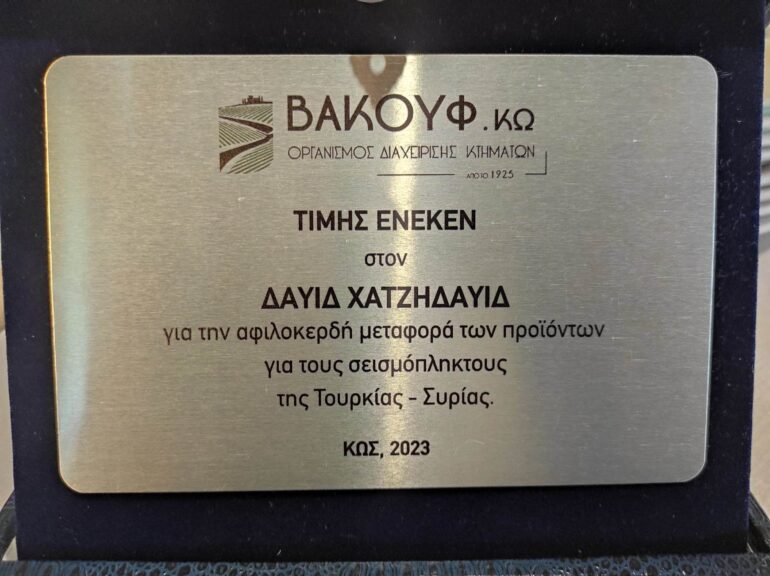 ΒΑΚΟΥΦ.ΚΩ
ΟΡΓΑΝΙΣΜΟΣ ΔΙΑΧΕΙΡΙΣΗΣ ΚΤΗΜΑΤΩΝ
ΑΠΟ ΤΟ 1925
ΤΙΜΗΣ ΕΝΕΚΕΝ
στον
ΔΑΥΙΔ ΧΑΤΖΗΔΑΥΙΔ
για την αφιλοκερδή μεταφορά των προϊόντων
για τους σεισμόπληκτους
της Τουρκίας - Συρίας.
ΚΩΣ, 2023